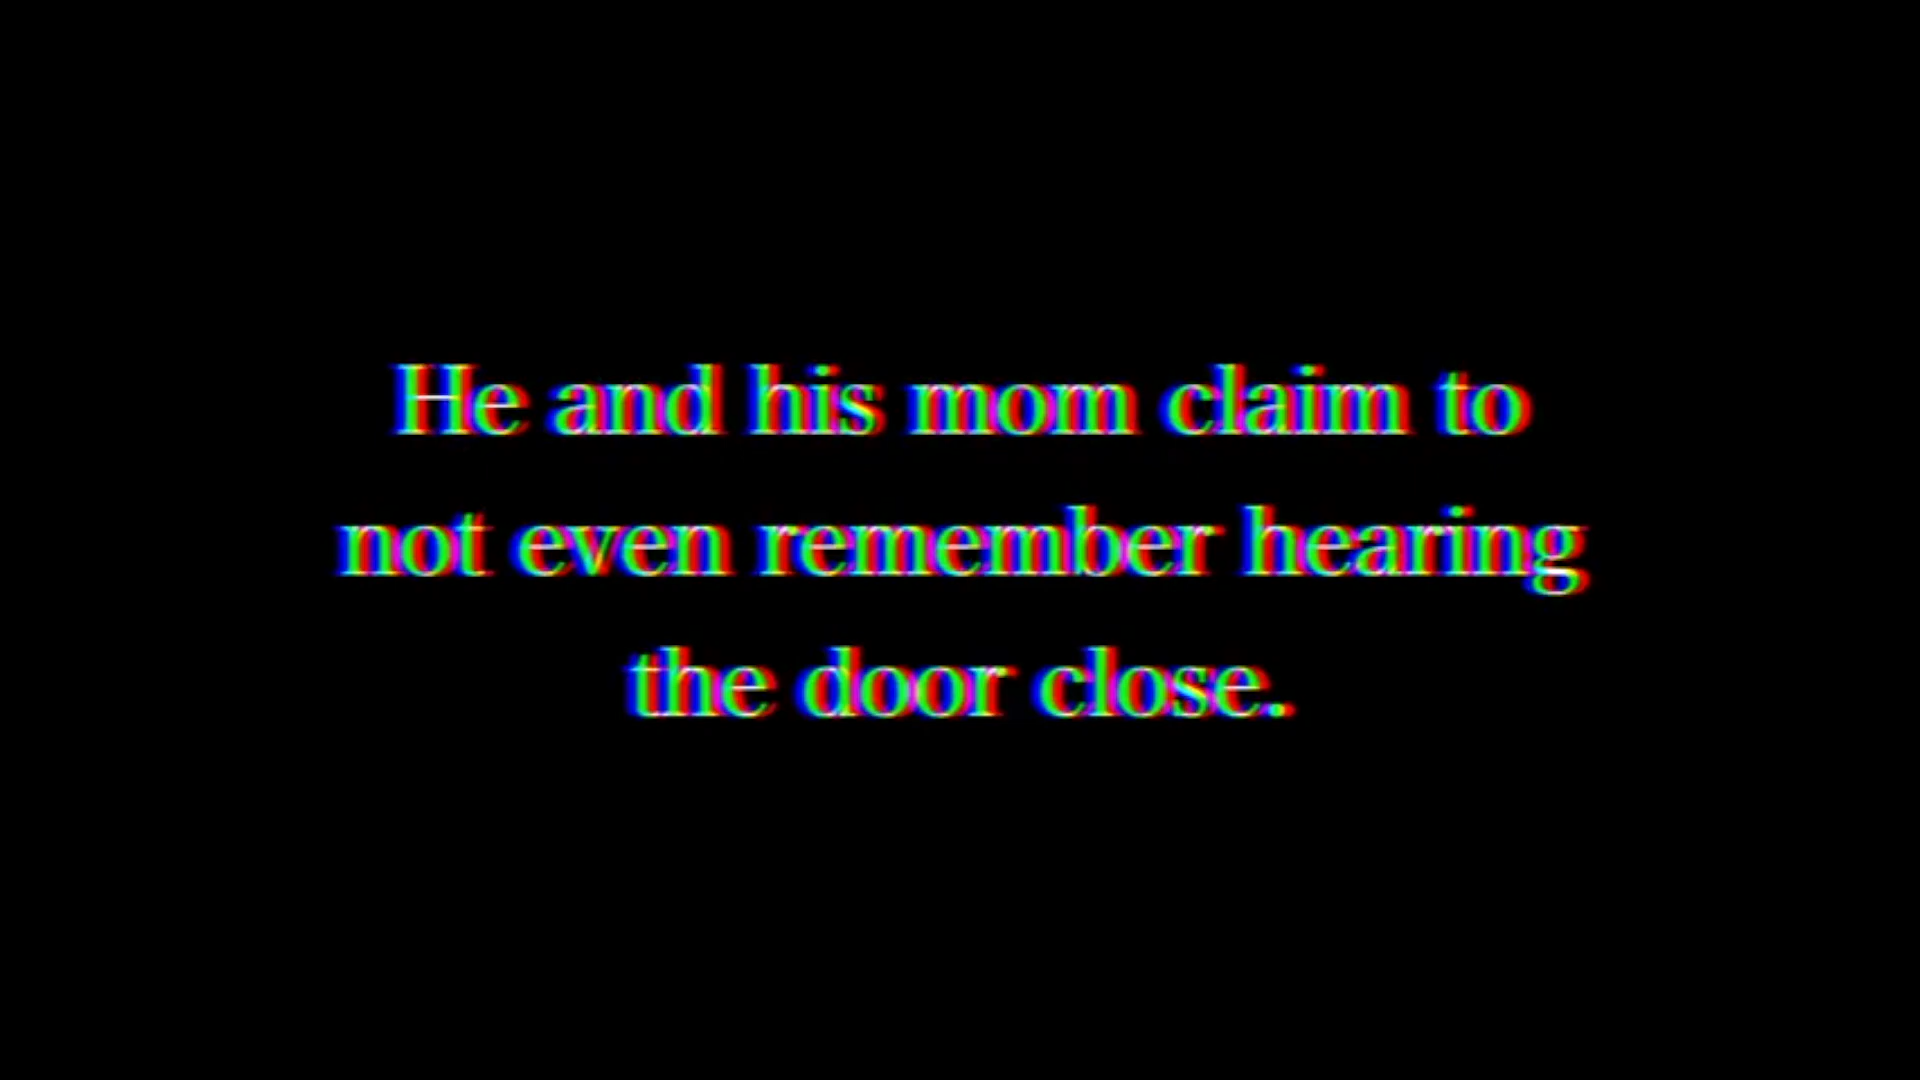 He and his mom claim to
not even remember hearing
the door close.